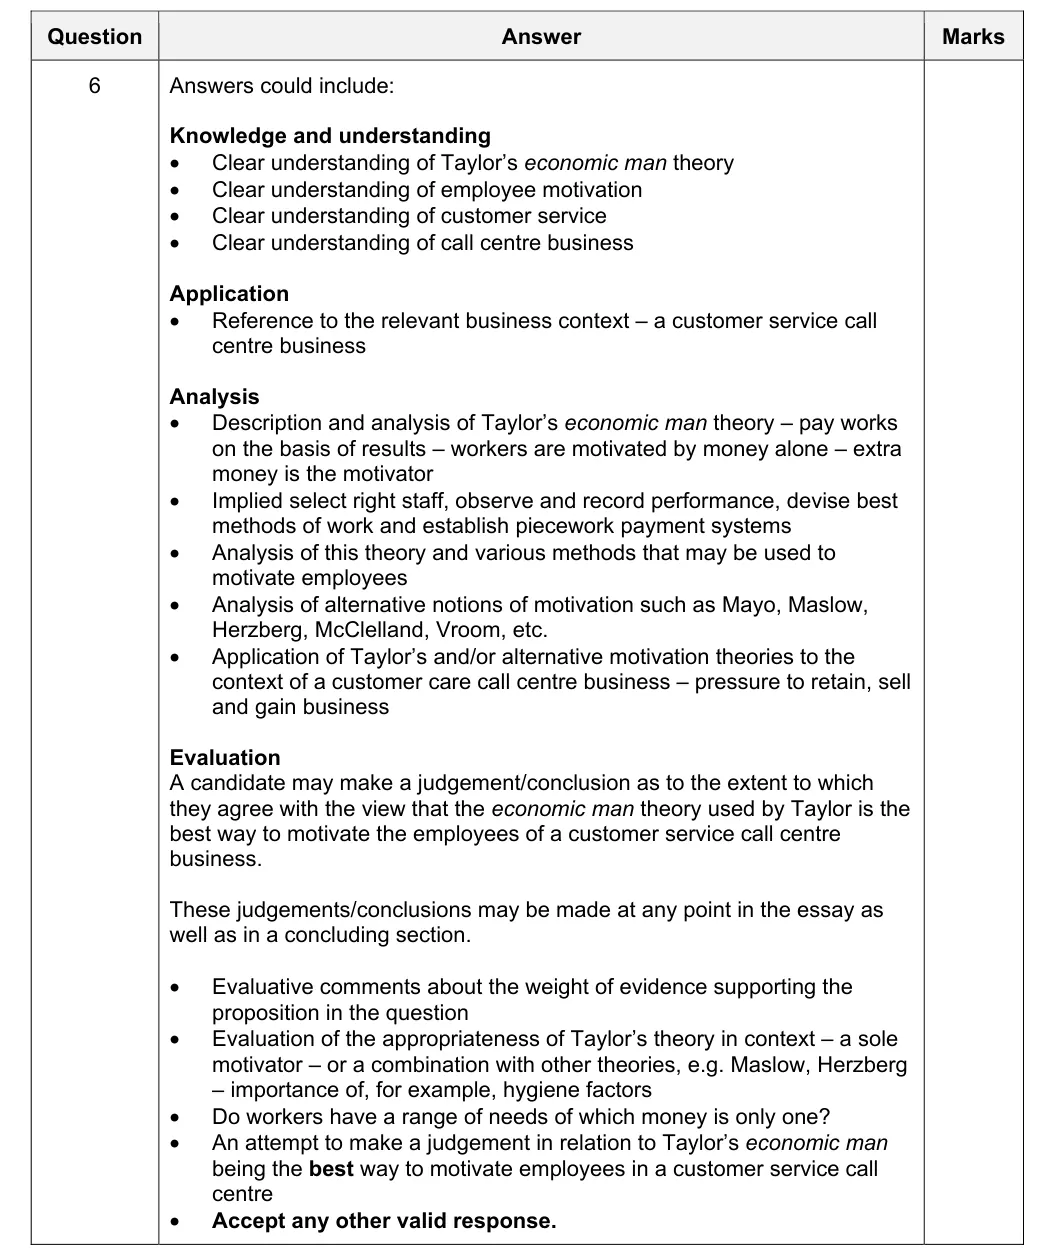 Question Answer Marks
6 Answers could include:
Knowledge and understanding
• Clear understanding of Taylor’s economic man theory
• Clear understanding of employee motivation
• Clear understanding of customer service
• Clear understanding of call centre business
Application
• Reference to the relevant business context – a customer service call
centre business
Analysis
• Description and analysis of Taylor’s economic man theory – pay works
on the basis of results – workers are motivated by money alone – extra
money is the motivator
• Implied select right staff, observe and record performance, devise best
methods of work and establish piecework payment systems
• Analysis of this theory and various methods that may be used to
motivate employees
• Analysis of alternative notions of motivation such as Mayo, Maslow,
Herzberg, McClelland, Vroom, etc.
• Application of Taylor’s and/or alternative motivation theories to the
context of a customer care call centre business – pressure to retain, sell
and gain business
Evaluation
A candidate may make a judgement/conclusion as to the extent to which
they agree with the view that the economic man theory used by Taylor is the
best way to motivate the employees of a customer service call centre
business.
These judgements/conclusions may be made at any point in the essay as
well as in a concluding section.
• Evaluative comments about the weight of evidence supporting the
proposition in the question
• Evaluation of the appropriateness of Taylor’s theory in context – a sole
motivator – or a combination with other theories, e.g. Maslow, Herzberg
– importance of, for example, hygiene factors
• Do workers have a range of needs of which money is only one?
• An attempt to make a judgement in relation to Taylor’s economic man
being the best way to motivate employees in a customer service call
centre
• Accept any other valid response.